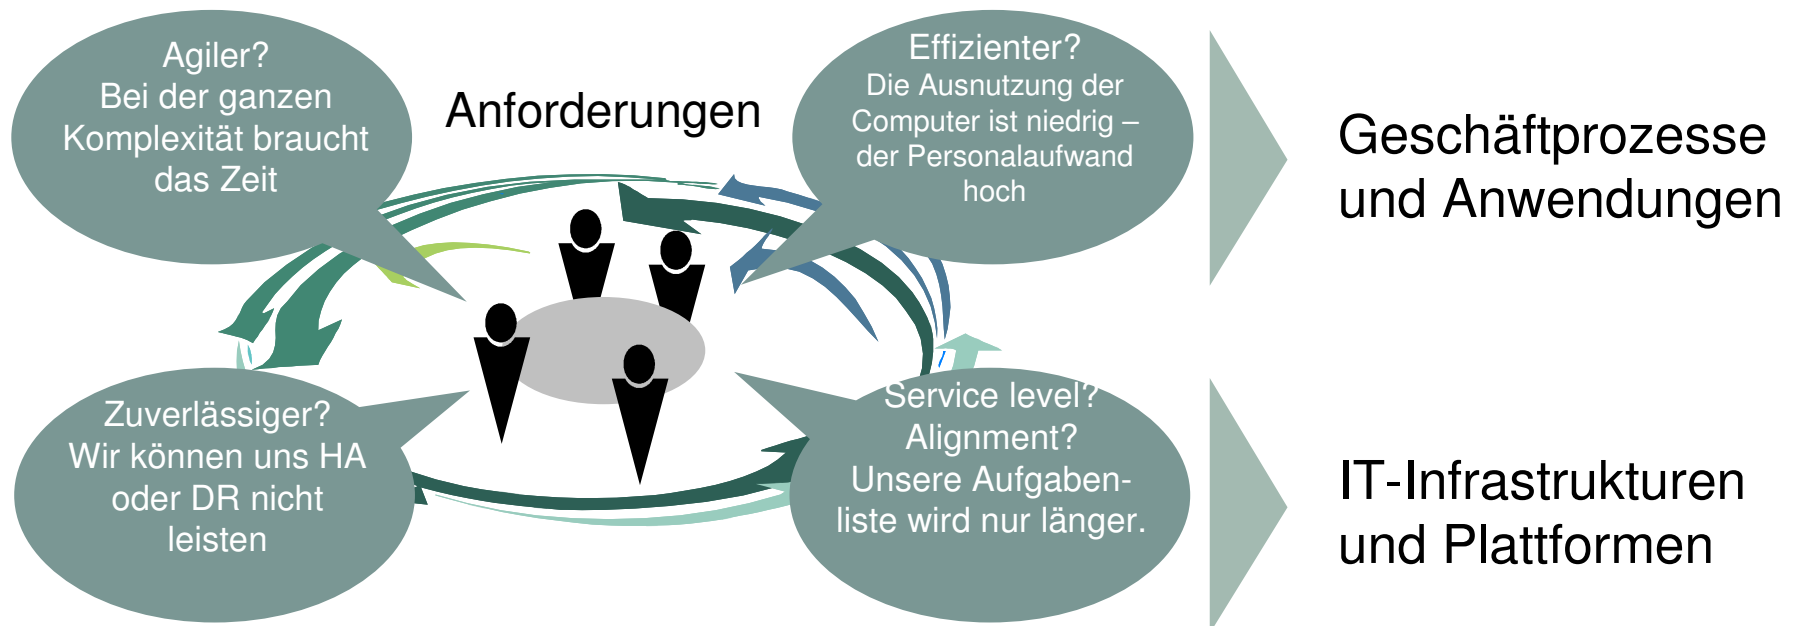 Agiler?
Bei der ganzen
Komplexität braucht
das Zeit
Anforderungen
Effizienter?
Die Ausnutzung der
Computer ist niedrig –
der Personalaufwand
hoch
Geschäftprozesse
und Anwendungen
Zuverlässiger?
Wir können uns HA
oder DR nicht
leisten
Service level?
Alignment?
Unsere Aufgaben-
liste wird nur länger.
IT-Infrastrukturen
und Plattformen